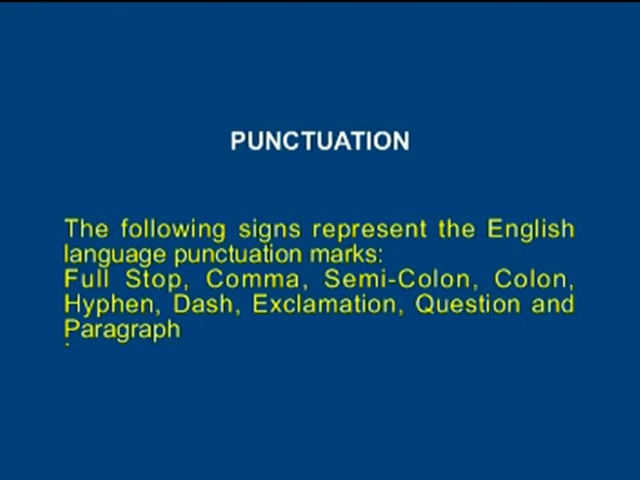 PUNCTUATION
The following signs represent the English
language punctuation marks:
Full Stop, Comma, Semi-Colon, Colon,
Hyphen, Dash, Exclamation, Question and
Paragraph
.